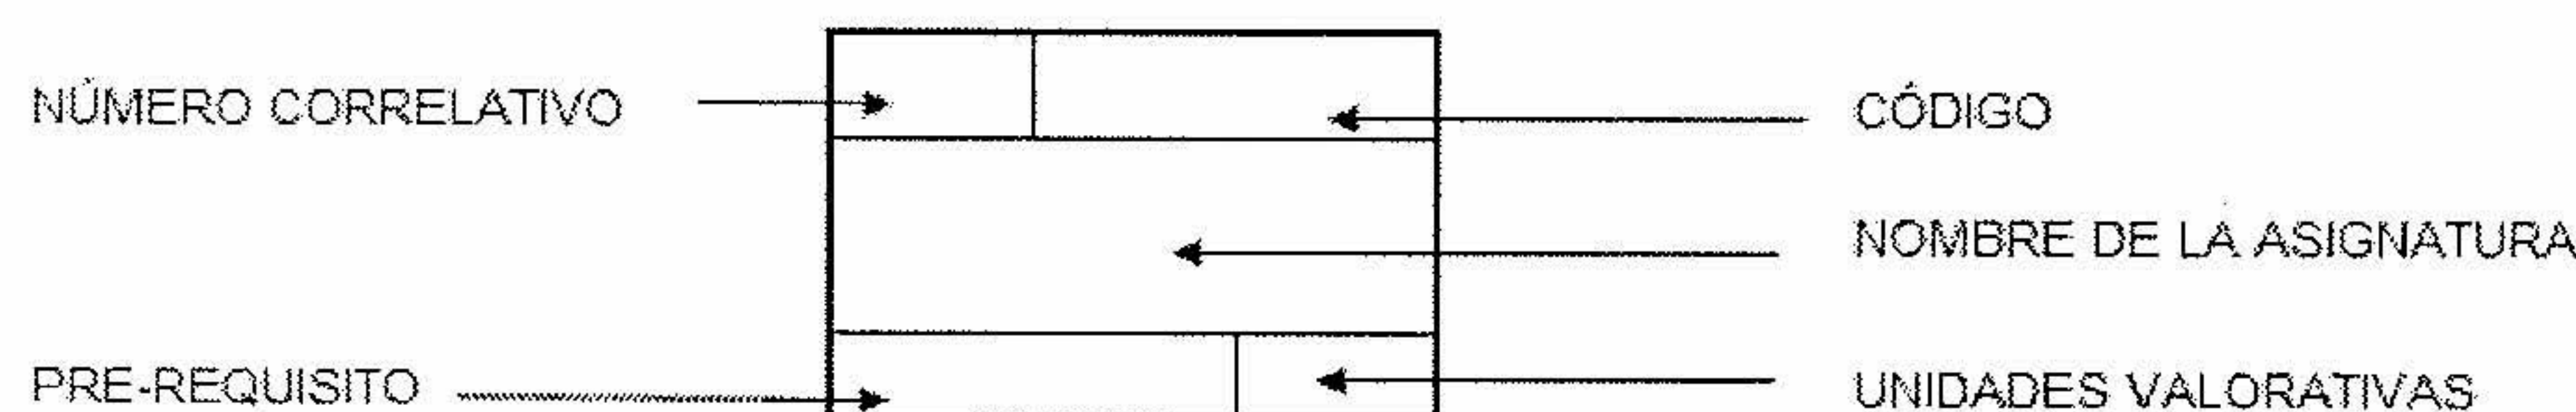 NÚMERO CORRELATIVO
CÓDIGO
NOMBRE DE LA ASIGNATURA
PRE-REQUISITO
UNIDADES VALORATIVAS